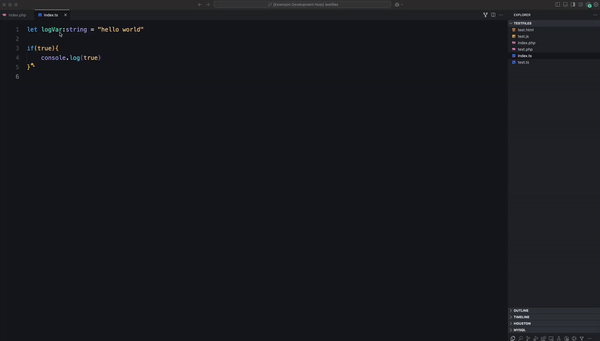 [Extension Development Host] testfiles
index.php
index.ts
1 let logVar:string = "hello world"
2
3 if(true){
4 console.log(true)
5 }
6
EXPLORER
TESTFILES
test.html
test.js
index.php
test.php
index.ts
test.ts
OUTLINE
TIMELINE
HOUSTON
MYSQL